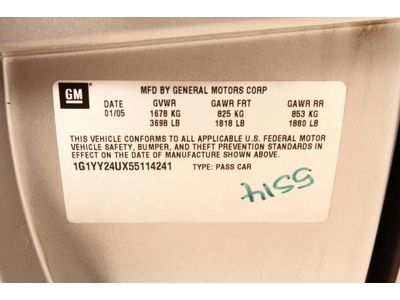 GM
MFD BY GENERAL MOTORS CORP
DATE GVWR GAWR FRT GAWR RR
01/05 1678 KG 825 KG 853 KG
3698 LB 1818 LB 1880 LB
THIS VEHICLE CONFORMS TO ALL APPLICABLE U.S. FEDERAL MOTOR
VEHICLE SAFETY, BUMPER, AND THEFT PREVENTION STANDARDS IN
EFFECT ON THE DATE OF MANUFACTURE SHOWN ABOVE.
1G1YY24UX55114241 TYPE: PASS CAR
5514